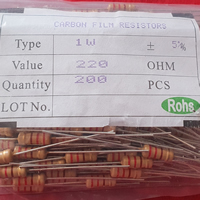 CARBON FILM RESISTORS
Type 1W ± 5%
Value 220 OHM
Quantity 200 PCS
LOT No. Rohs